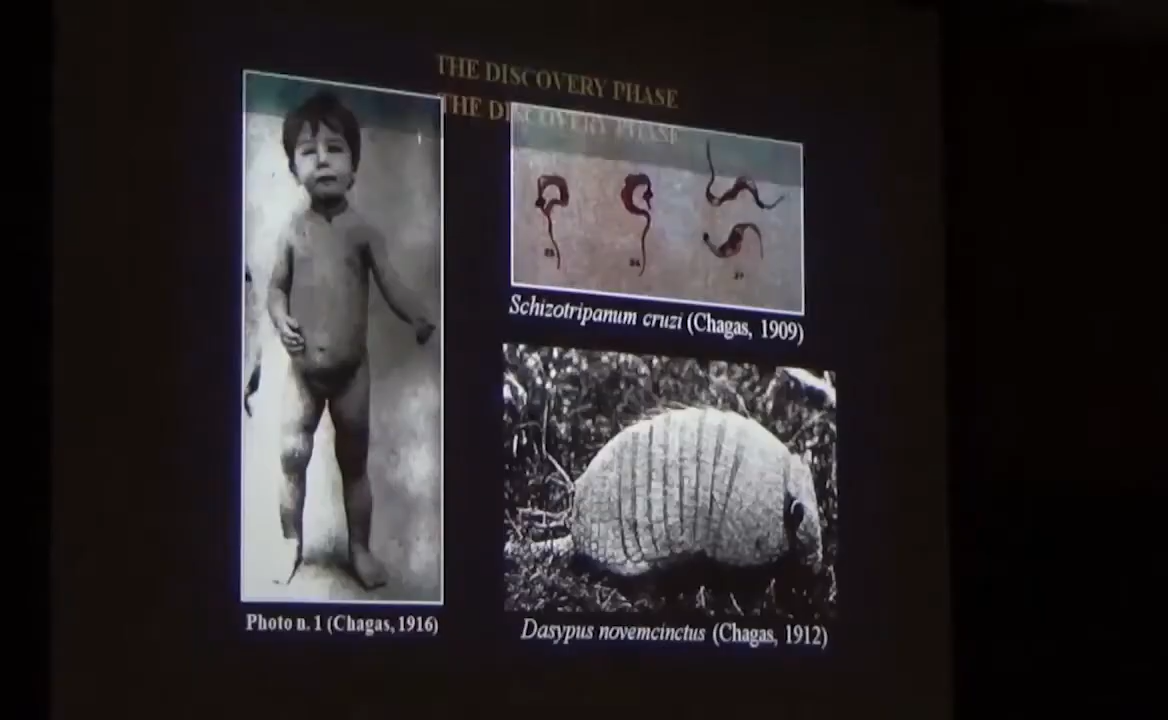 THE DISCOVERY PHASE
THE DISCOVERY PHASE
Schizotripanum cruzi (Chagas, 1909)
Photo n. 1 (Chagas, 1916)
Dasypus novemcinctus (Chagas, 1912)